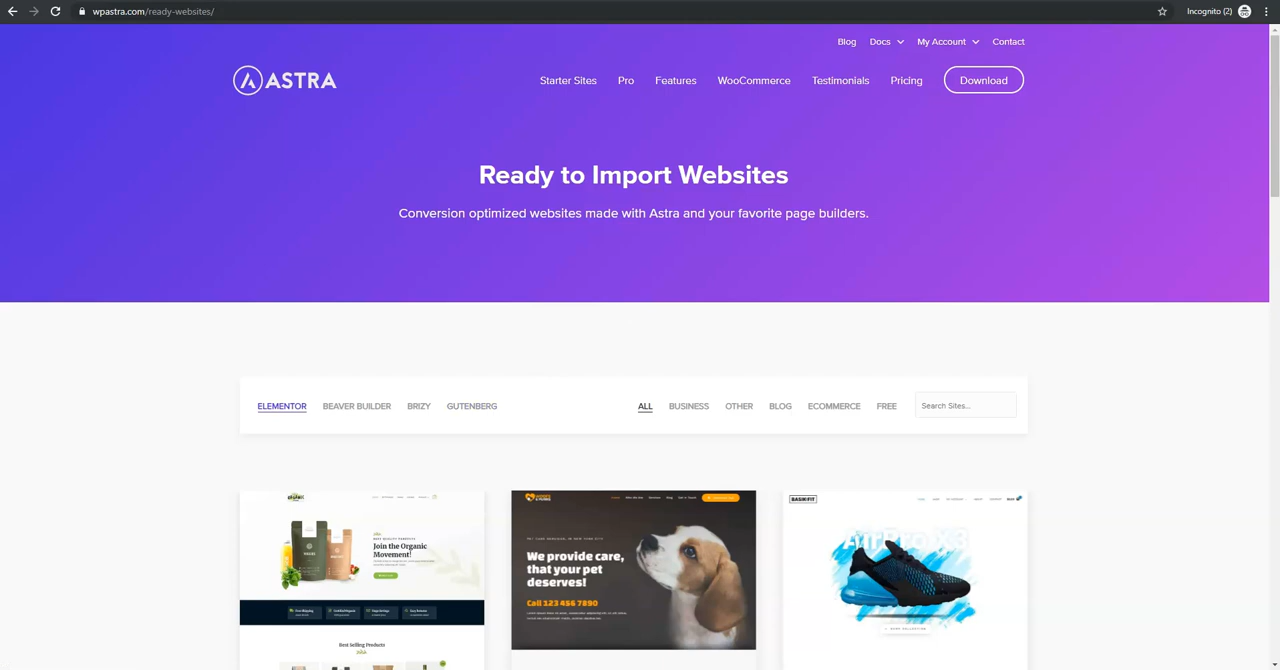 wpastra.com/ready-websites/
Incognito (2)
Blog Docs My Account Contact
ASTRA
Starter Sites Pro Features WooCommerce Testimonials Pricing Download
Ready to Import Websites
Conversion optimized websites made with Astra and your favorite page builders.
ELEMENTOR BEAVER BUILDER BRIZY GUTENBERG
ALL BUSINESS OTHER BLOG ECOMMERCE FREE Search Sites...
Join the Organic
Movement!
Best Selling Products
We provide care,
that your pet
deserves!
Call 123 456 7890
AirPro X3